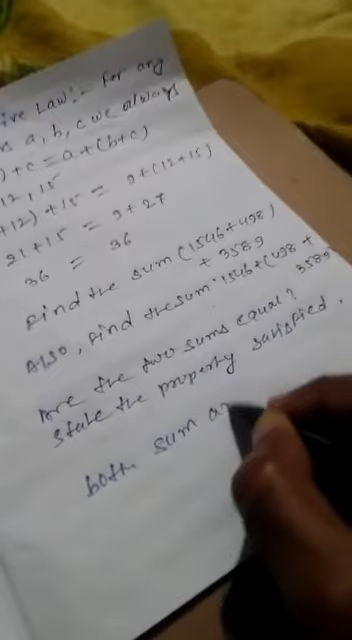 ive Law:- For any
a, b, c we always
) + c = a + (b+c)
12, 15
+12) + 15 = 9 + (12+15)
21 + 15 = 9 + 27
36 = 36
Find the sum (1546 + 498)
+ 3589
Also, Find the sum 1546 + (498 +
3589
Are the two sums equal?
State the property satisfied.
both sum a